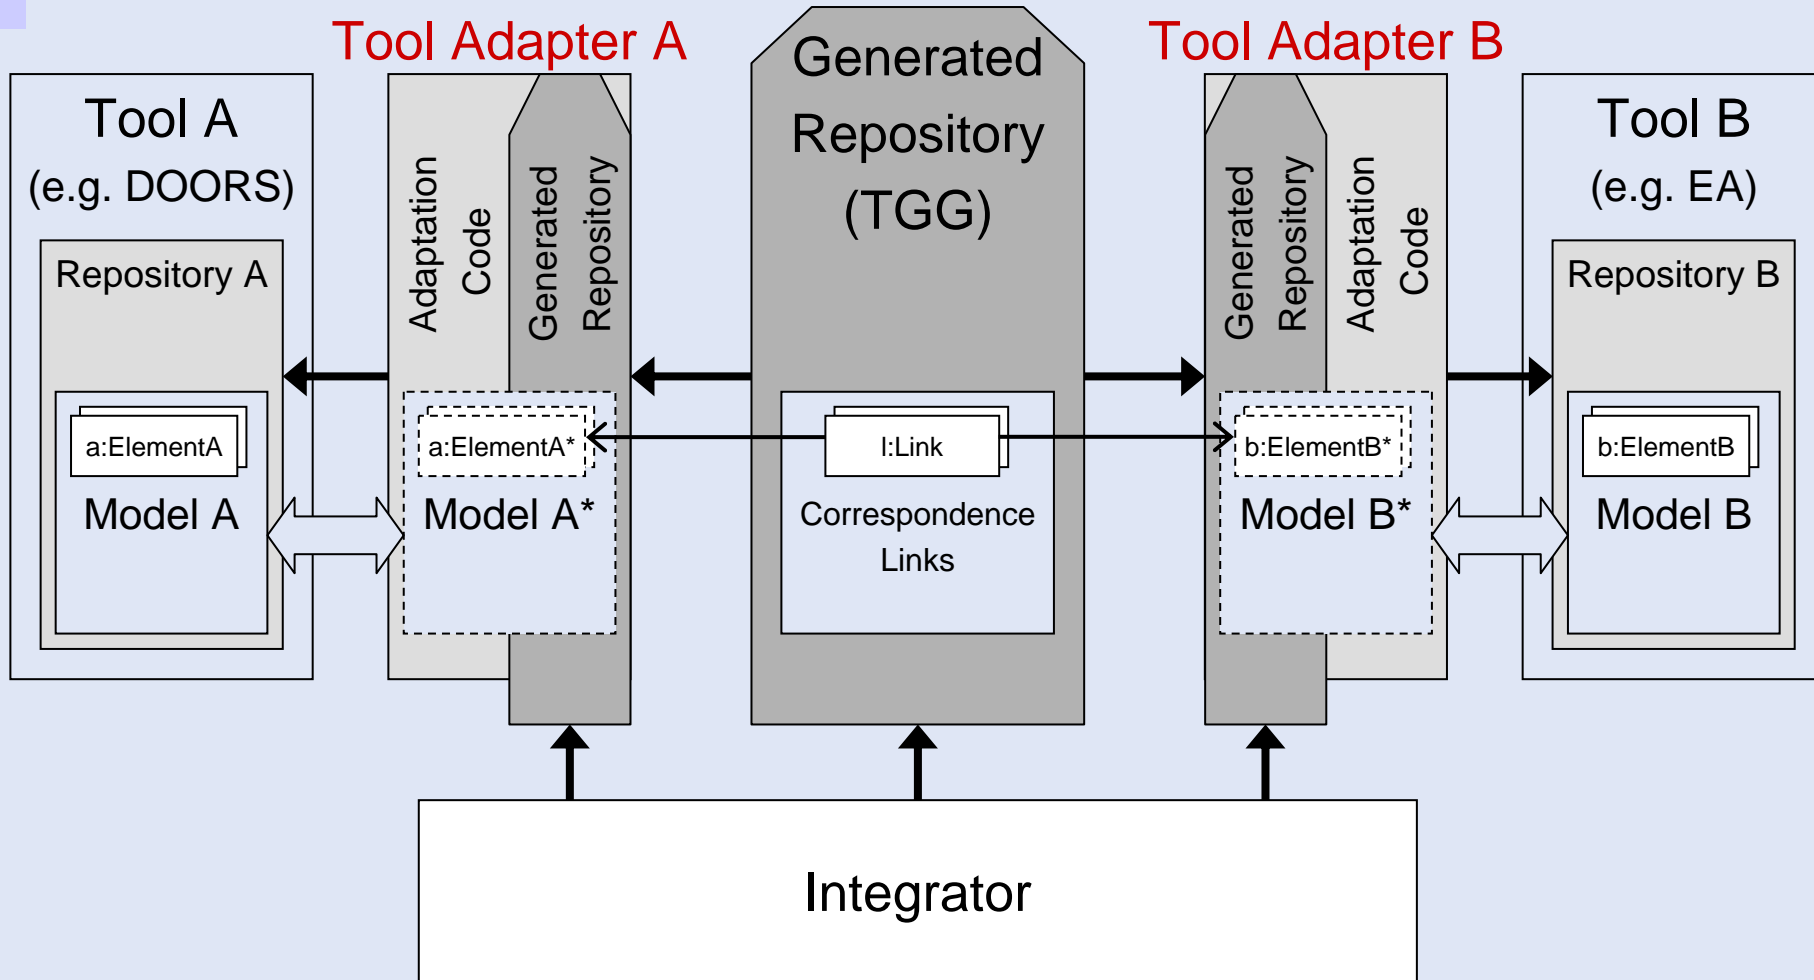 Tool Adapter A
Generated
Repository
(TGG)
Tool Adapter B
Tool A
(e.g. DOORS)
Repository A
a:ElementA
Model A
Adaptation
Code
Generated
Repository
a:ElementA*
Model A*
l:Link
Correspondence
Links
Generated
Repository
Adaptation
Code
b:ElementB*
Model B*
Tool B
(e.g. EA)
Repository B
b:ElementB
Model B
Integrator